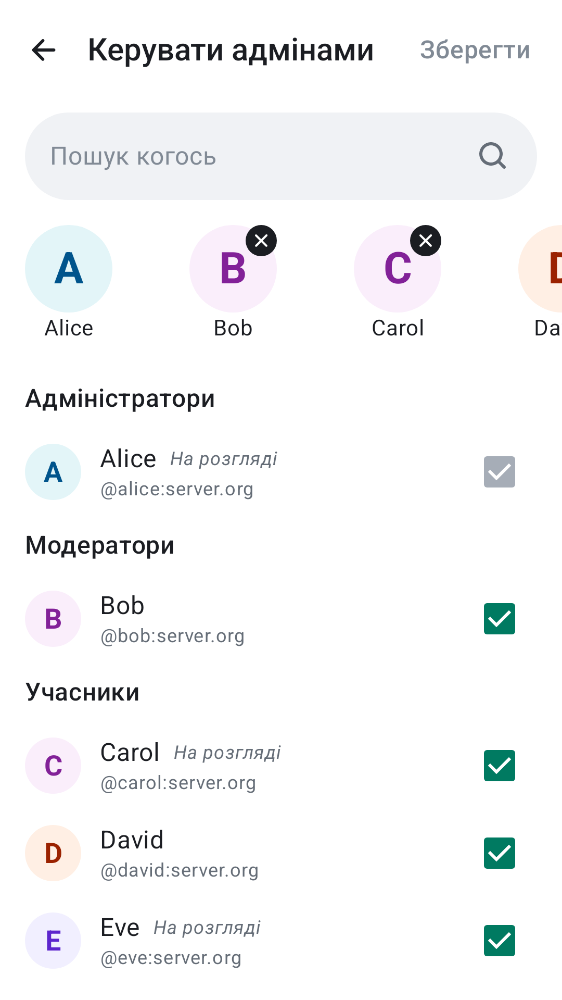 Керувати адмінами Зберегти
Пошук когось
A B C
Alice Bob Carol Da
Адміністратори
A Alice На розгляді
@alice:server.org
Модератори
B Bob
@bob:server.org
Учасники
C Carol На розгляді
@carol:server.org
D David
@david:server.org
E Eve На розгляді
@eve:server.org